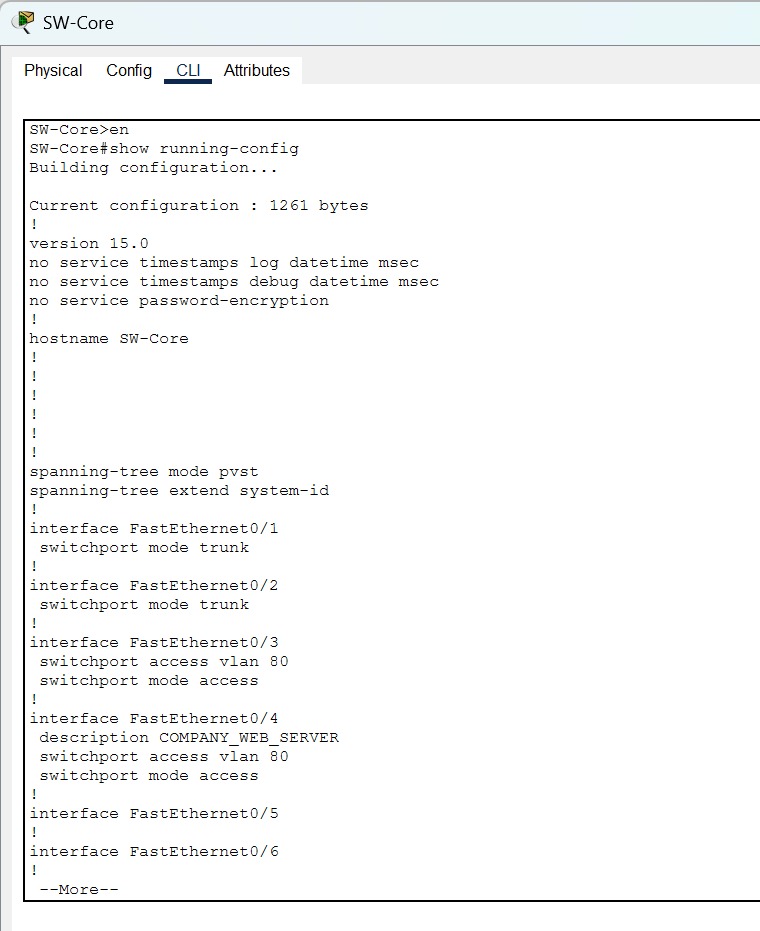 SW-Core
Physical Config CLI Attributes
SW-Core>en
SW-Core#show running-config
Building configuration...

Current configuration : 1261 bytes
!
version 15.0
no service timestamps log datetime msec
no service timestamps debug datetime msec
no service password-encryption
!
hostname SW-Core
!
!
!
!
!
!
spanning-tree mode pvst
spanning-tree extend system-id
!
interface FastEthernet0/1
 switchport mode trunk
!
interface FastEthernet0/2
 switchport mode trunk
!
interface FastEthernet0/3
 switchport access vlan 80
 switchport mode access
!
interface FastEthernet0/4
 description COMPANY_WEB_SERVER
 switchport access vlan 80
 switchport mode access
!
interface FastEthernet0/5
!
interface FastEthernet0/6
!
 --More--